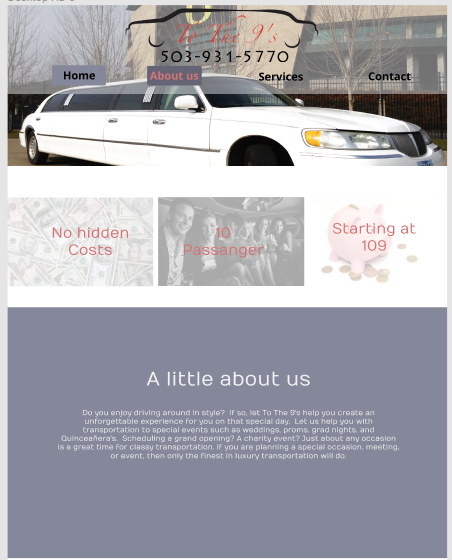 To The 9's
503-931-5770
Home About us Services Contact
No hidden
Costs
10
Passanger
Starting at
109
A little about us
Do you enjoy driving around in style? If so, let To The 9's help you create an
unforgettable experience for you on that special day. Let us help you with
transportation to special events such as weddings, proms, grad nights, and
Quinceañera's. Scheduling a grand opening? A charity event? Just about any occasion
is a great time for classy transportation. If you are planning a special occasion, meeting,
or event, then only the finest in luxury transportation will do.